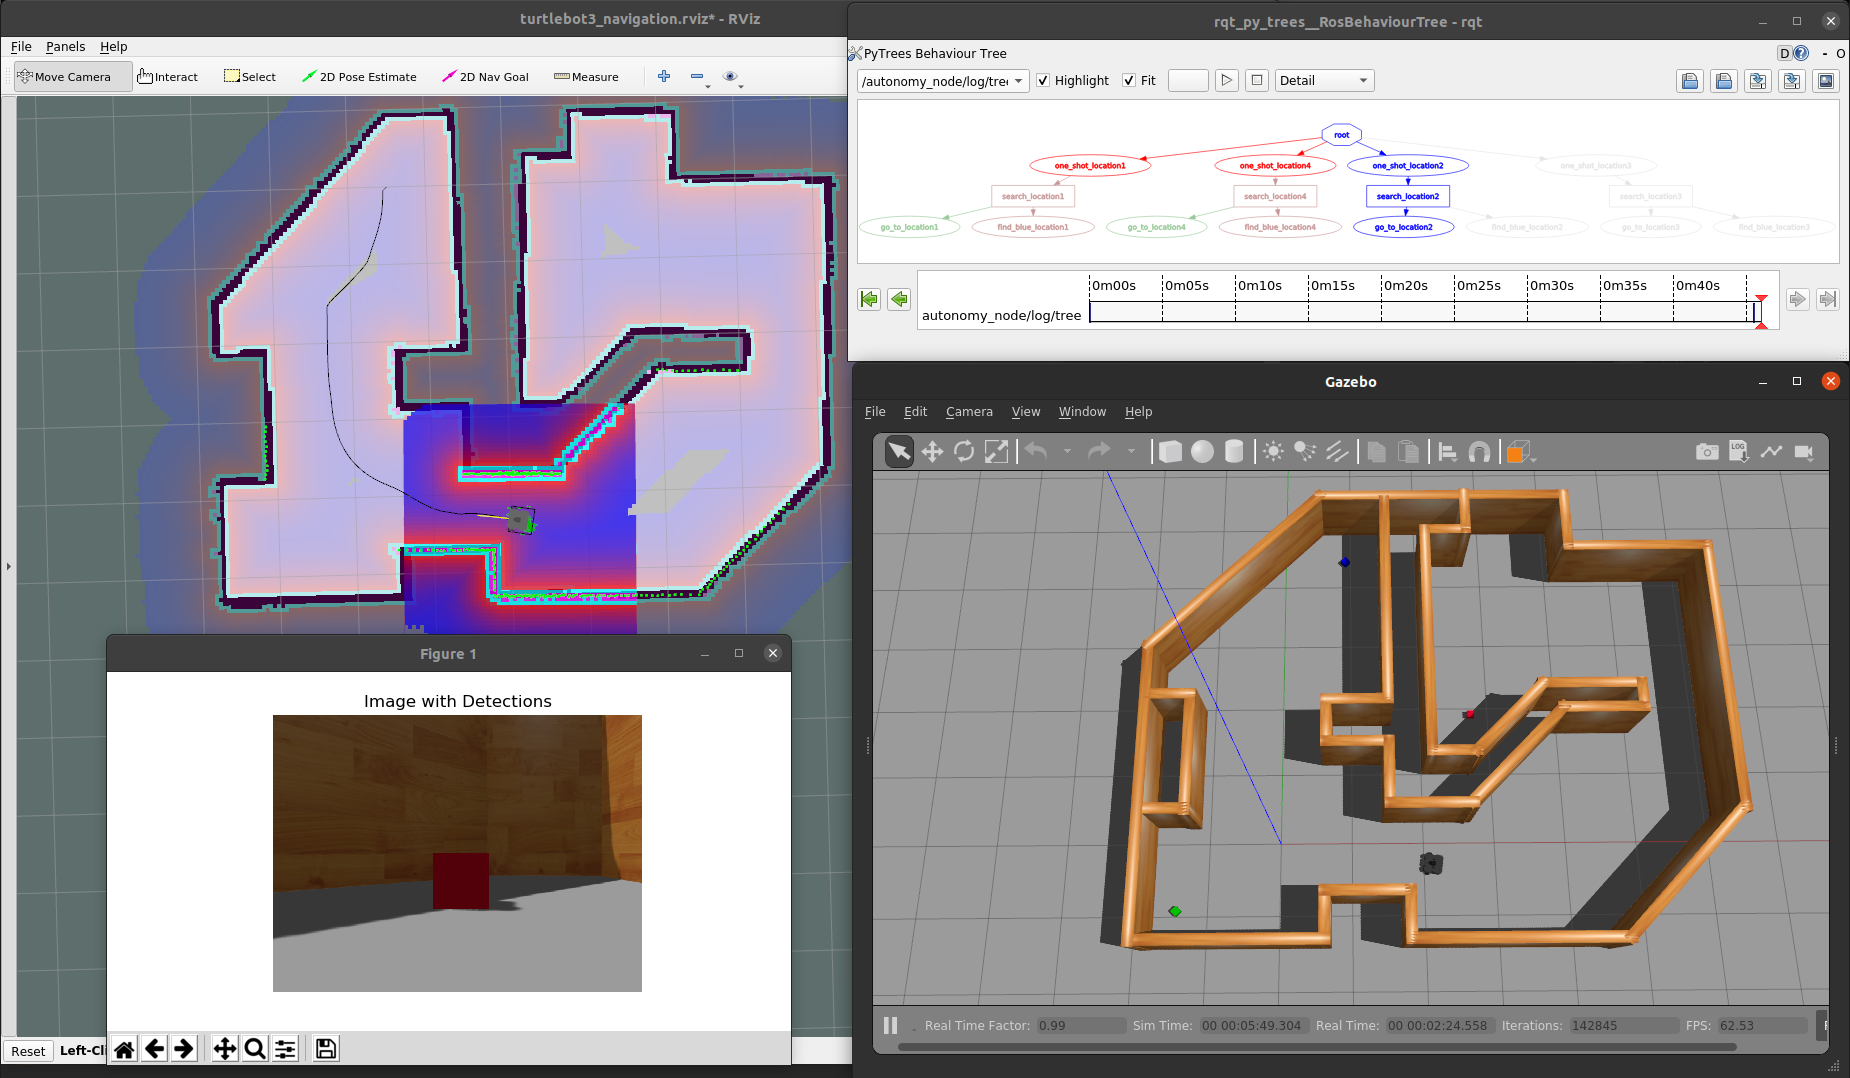 turtlebot3_navigation.rviz* - RViz
File Panels Help
Move Camera Interact Select 2D Pose Estimate 2D Nav Goal Measure
rqt_py_trees__RosBehaviourTree - rqt
PyTrees Behaviour Tree
D - O
/autonomy_node/log/tree Highlight Fit Detail
root
one_shot_location1 one_shot_location4 one_shot_location2 one_shot_location3
search_location1 search_location4 search_location2 search_location3
go_to_location1 find_blue_location1 go_to_location4 find_blue_location4 go_to_location2 find_blue_location2 go_to_location3 find_blue_location3
0m00s 0m05s 0m10s 0m15s 0m20s 0m25s 0m30s 0m35s 0m40s
autonomy_node/log/tree
Gazebo
File Edit Camera View Window Help
LOG
Real Time Factor: 0.99 Sim Time: 00 00:05:49.304 Real Time: 00 00:02:24.558 Iterations: 142845 FPS: 62.53
Figure 1
Image with Detections
Reset Left-Cli